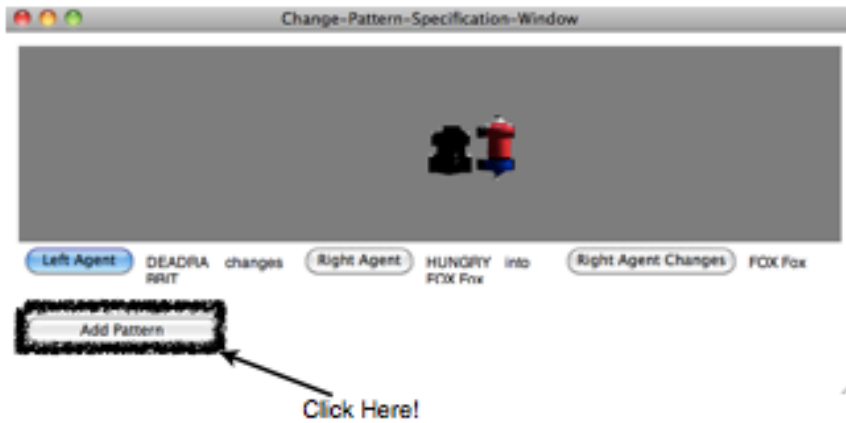 Change-Pattern-Specification-Window
Left Agent DEADRA changes Right Agent HUNGRY into Right Agent Changes FOX Fox
BBIT FOX Fox
Add Pattern
Click Here!